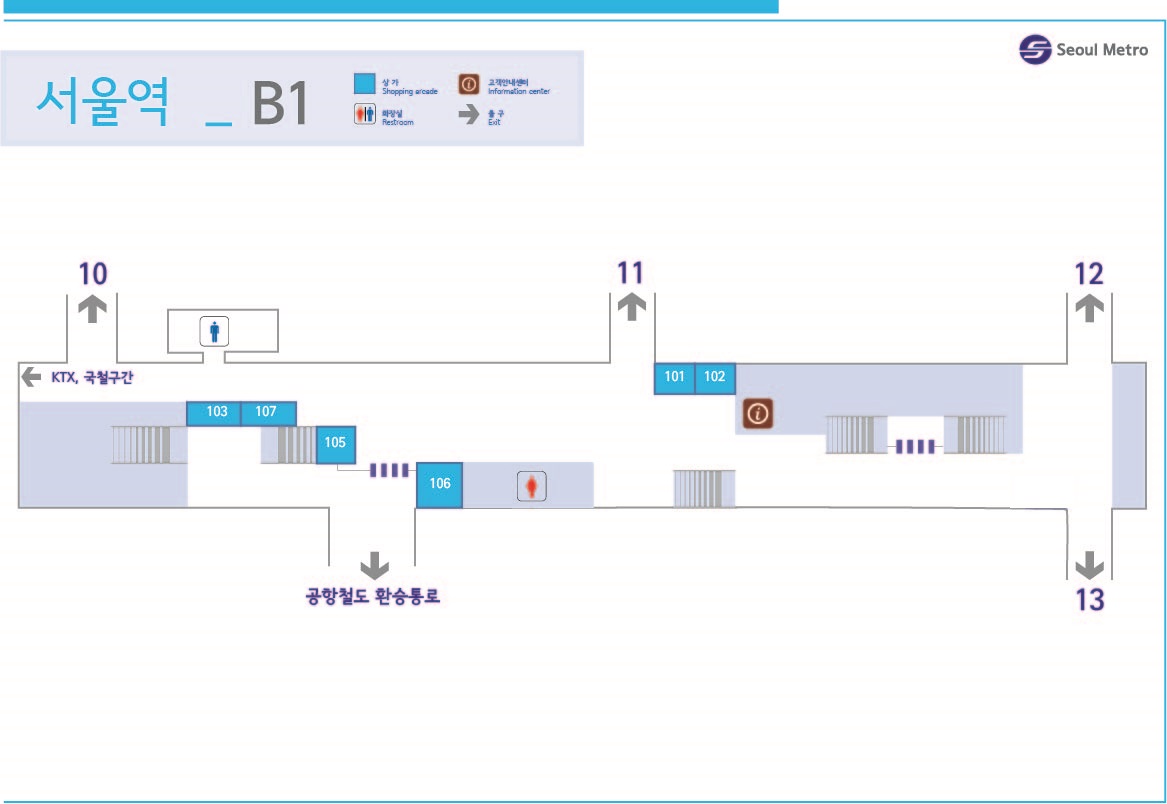 Seoul Metro
서울역 _ B1
상 가
Shopping arcade
고객안내센터
Information center
화장실
Restroom
출 구
Exit
10
11
12
KTX, 국철구간
101
102
103
107
105
106
공항철도 환승통로
13